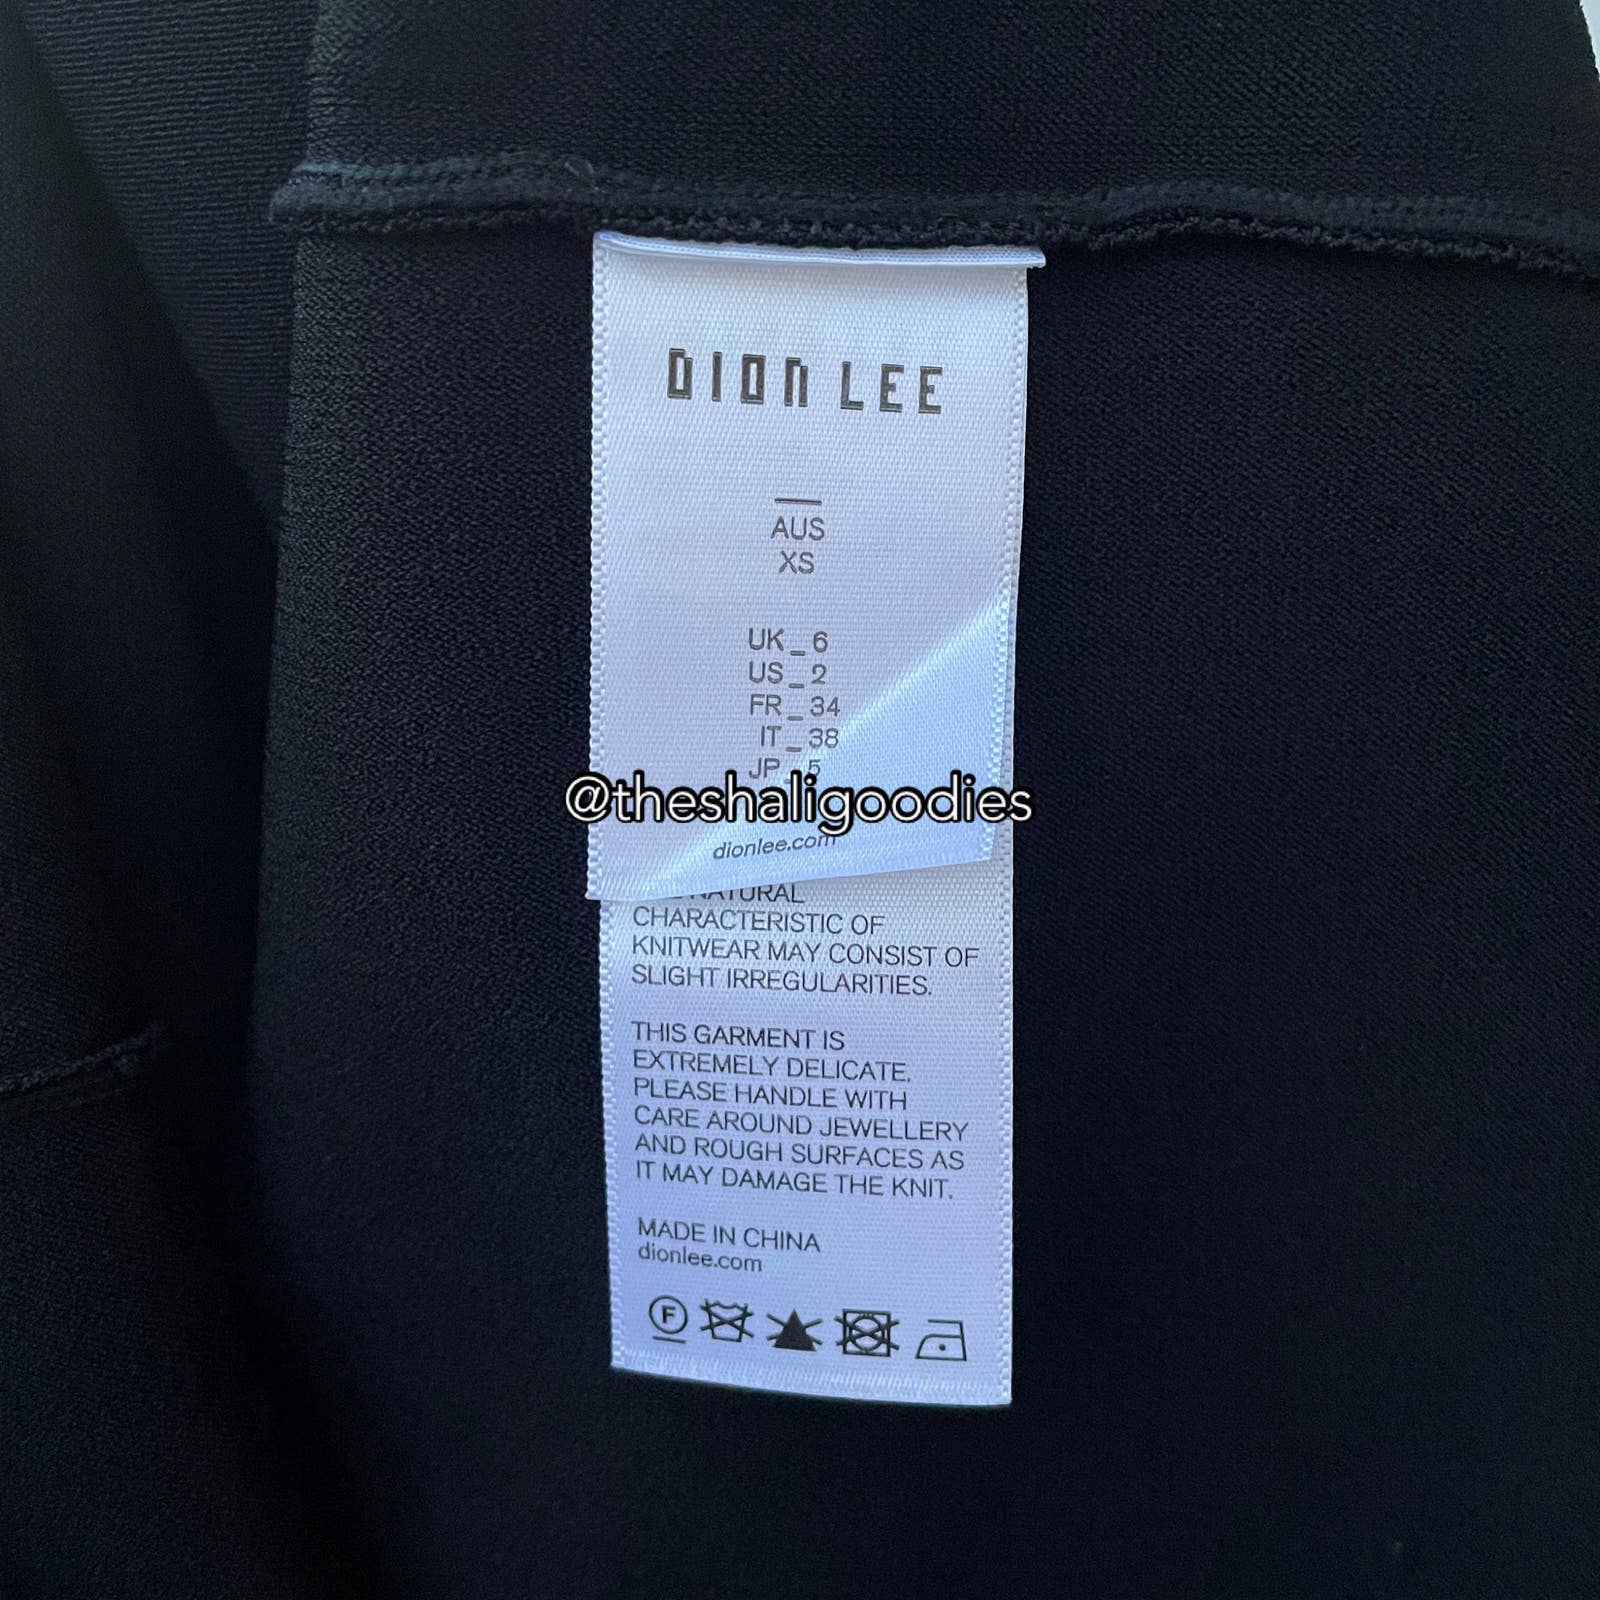 DION LEE
AUS
XS
UK_6
US_2
FR_34
IT_38
JP_5
@theshaligoodies
dionlee.com
NATURAL
CHARACTERISTIC OF
KNITWEAR MAY CONSIST OF
SLIGHT IRREGULARITIES.
THIS GARMENT IS
EXTREMELY DELICATE.
PLEASE HANDLE WITH
CARE AROUND JEWELLERY
AND ROUGH SURFACES AS
IT MAY DAMAGE THE KNIT.
MADE IN CHINA
dionlee.com
F